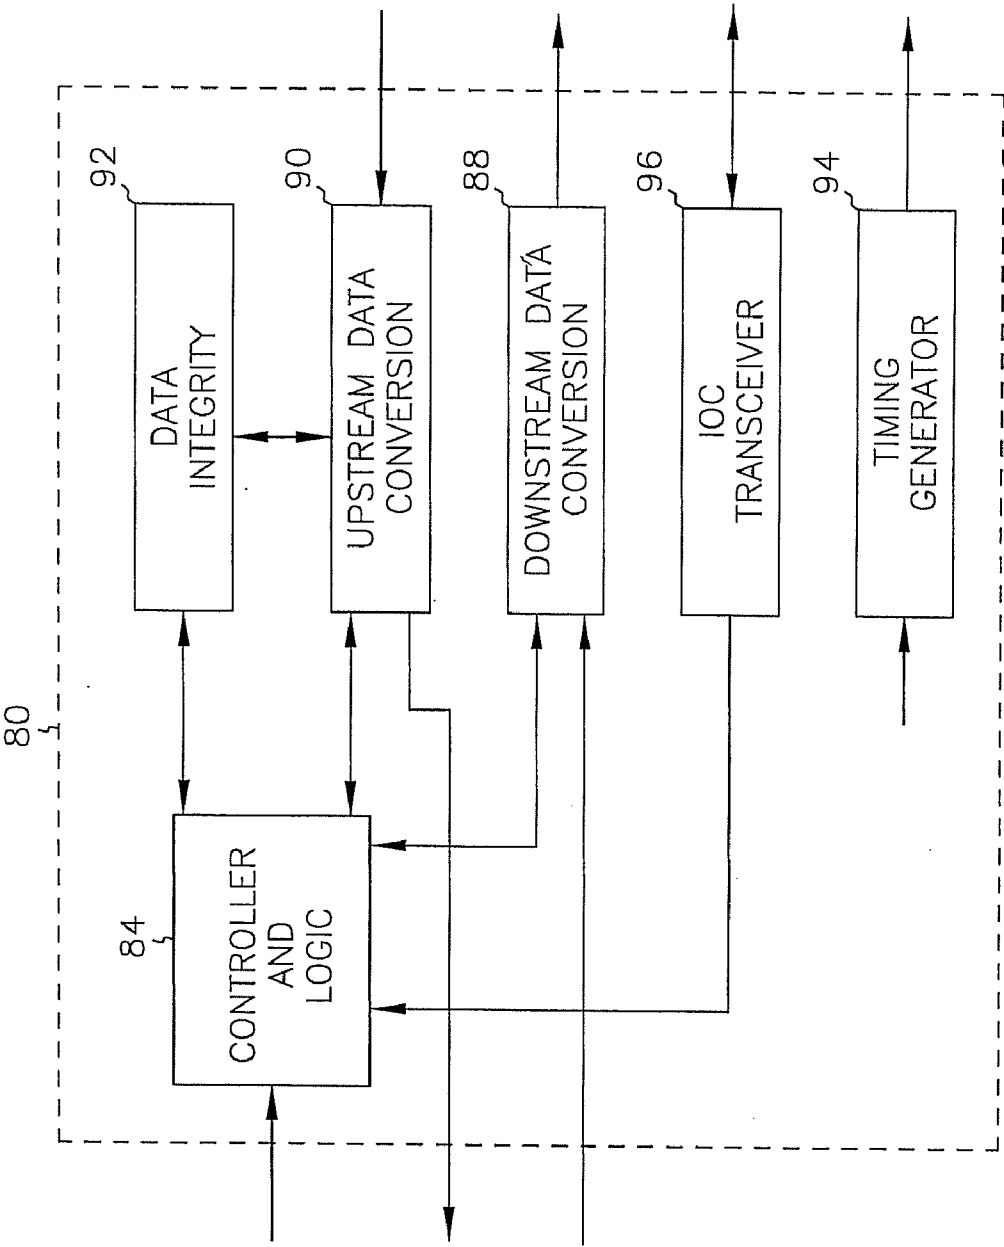 80
84
CONTROLLER
AND
LOGIC
92
DATA
INTEGRITY
90
UPSTREAM DATA
CONVERSION
88
DOWNSTREAM DATA
CONVERSION
96
IOC
TRANSCEIVER
94
TIMING
GENERATOR